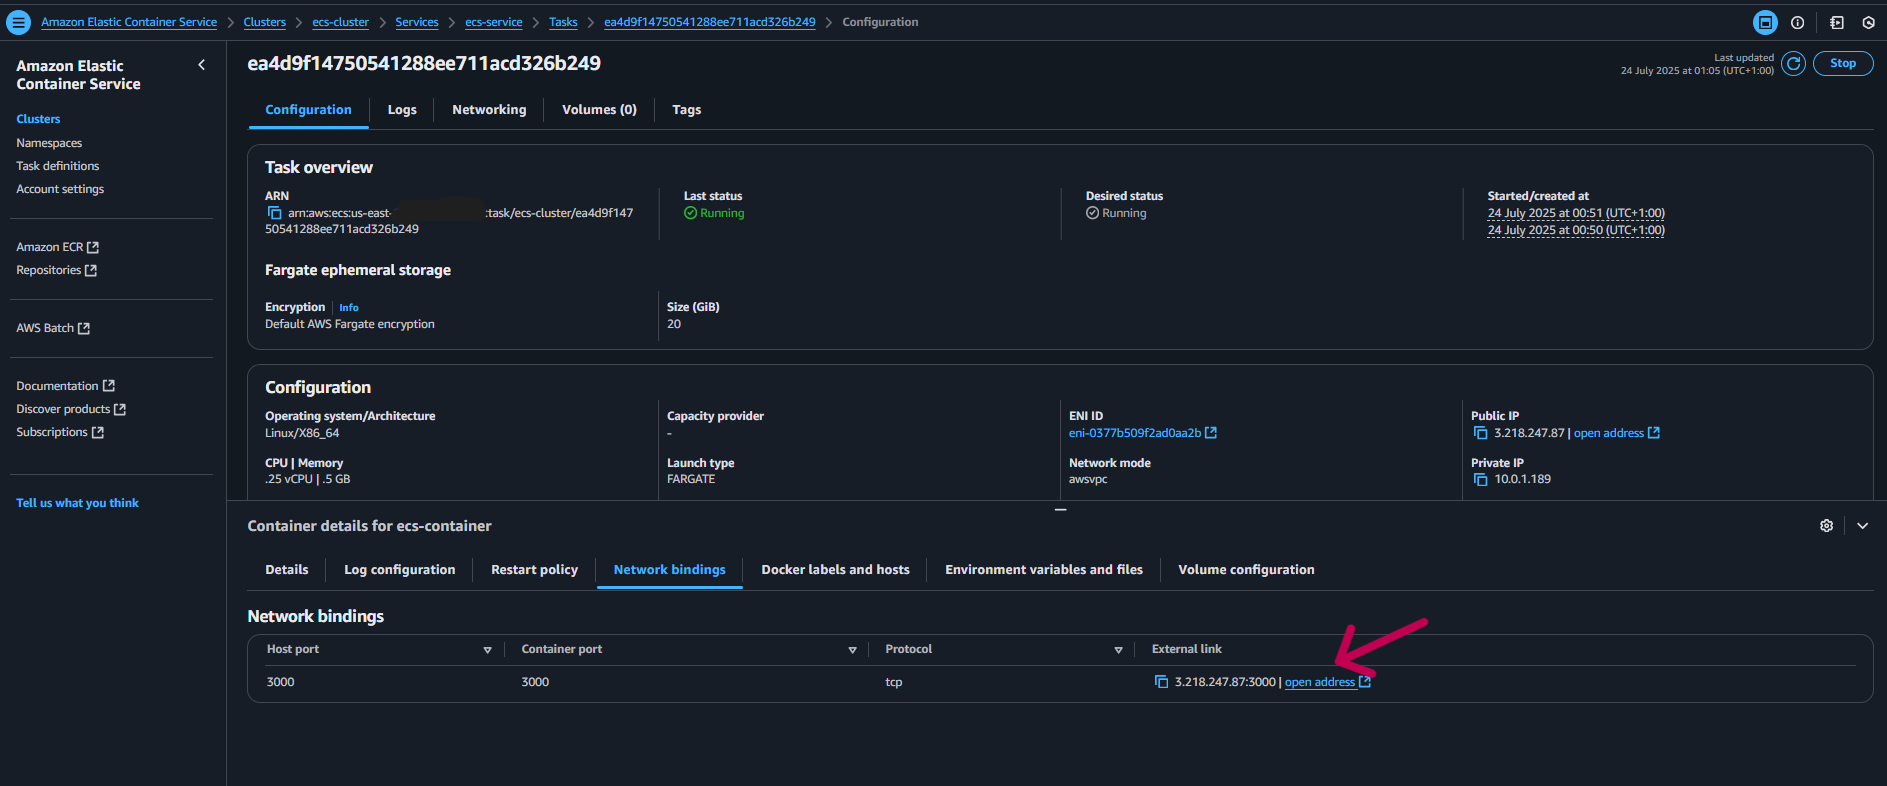 Amazon Elastic Container Service > Clusters > ecs-cluster > Services > ecs-service > Tasks > ea4d9f14750541288ee711acd326b249 > Configuration
Amazon Elastic
Container Service
Clusters
Namespaces
Task definitions
Account settings
Amazon ECR
Repositories
AWS Batch
Documentation
Discover products
Subscriptions
Tell us what you think
ea4d9f14750541288ee711acd326b249
Last updated
24 July 2025 at 01:05 (UTC+1:00)
Stop
Configuration Logs Networking Volumes (0) Tags
Task overview
ARN
arn:aws:ecs:us-east- :task/ecs-cluster/ea4d9f147
50541288ee711acd326b249
Last status
Running
Desired status
Running
Started/created at
24 July 2025 at 00:51 (UTC+1:00)
24 July 2025 at 00:50 (UTC+1:00)
Fargate ephemeral storage
Encryption Info
Default AWS Fargate encryption
Size (GiB)
20
Configuration
Operating system/Architecture
Linux/X86_64
CPU | Memory
.25 vCPU | .5 GB
Capacity provider
-
Launch type
FARGATE
ENI ID
eni-0377b509f2ad0aa2b
Network mode
awsvpc
Public IP
3.218.247.87 | open address
Private IP
10.0.1.189
Container details for ecs-container
Details Log configuration Restart policy Network bindings Docker labels and hosts Environment variables and files Volume configuration
Network bindings
Host port Container port Protocol External link
3000 3000 tcp 3.218.247.87:3000 | open address